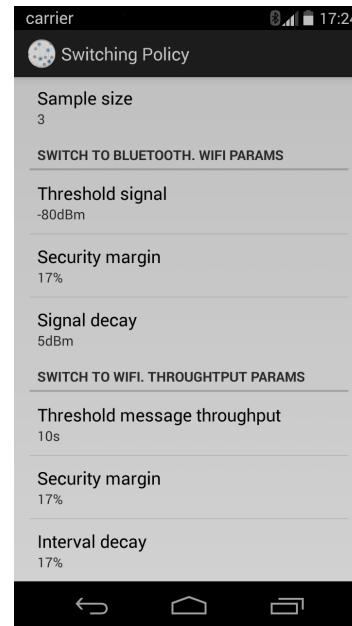 carrier 17:24
Switching Policy
Sample size
3
SWITCH TO BLUETOOTH. WIFI PARAMS
Threshold signal
-80dBm
Security margin
17%
Signal decay
5dBm
SWITCH TO WIFI. THROUGHTPUT PARAMS
Threshold message throughput
10s
Security margin
17%
Interval decay
17%